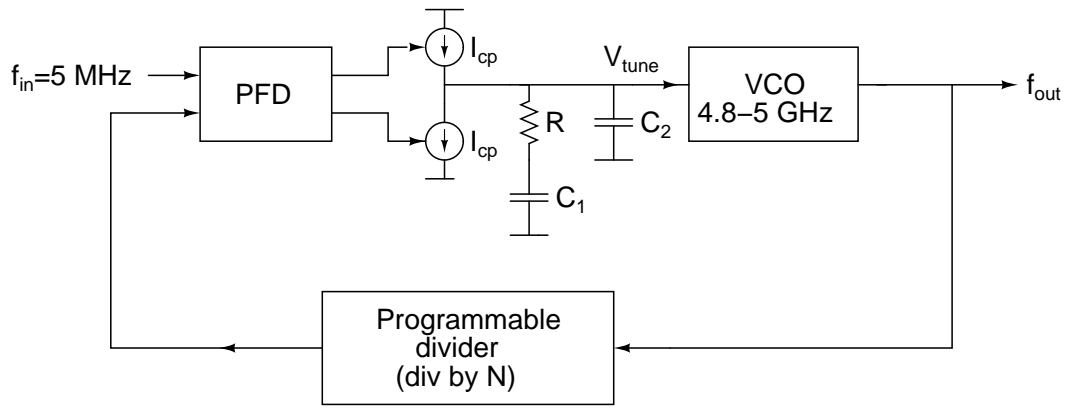 f_in=5 MHz
PFD
I_cp
I_cp
R
C_1
C_2
V_tune
VCO
4.8–5 GHz
f_out
Programmable
divider
(div by N)